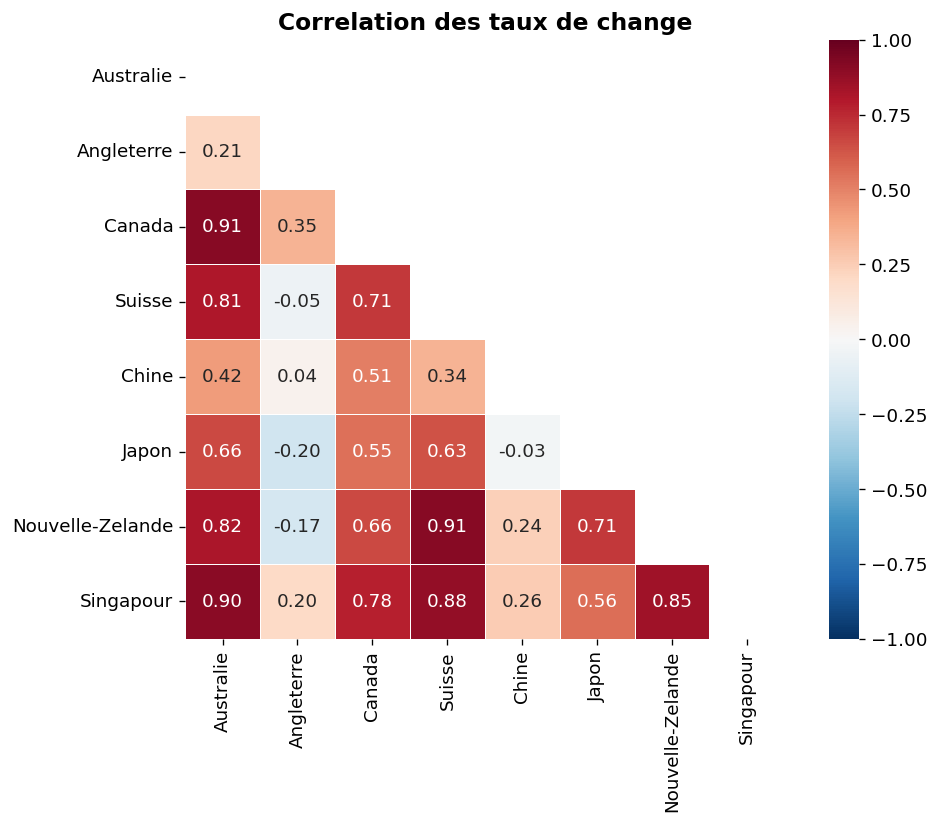 Correlation des taux de change
Australie
Angleterre 0.21
Canada 0.91 0.35
Suisse 0.81 -0.05 0.71
Chine 0.42 0.04 0.51 0.34
Japon 0.66 -0.20 0.55 0.63 -0.03
Nouvelle-Zelande 0.82 -0.17 0.66 0.91 0.24 0.71
Singapour 0.90 0.20 0.78 0.88 0.26 0.56 0.85
Australie
Angleterre
Canada
Suisse
Chine
Japon
Nouvelle-Zelande
Singapour
1.00
0.75
0.50
0.25
0.00
−0.25
−0.50
−0.75
−1.00